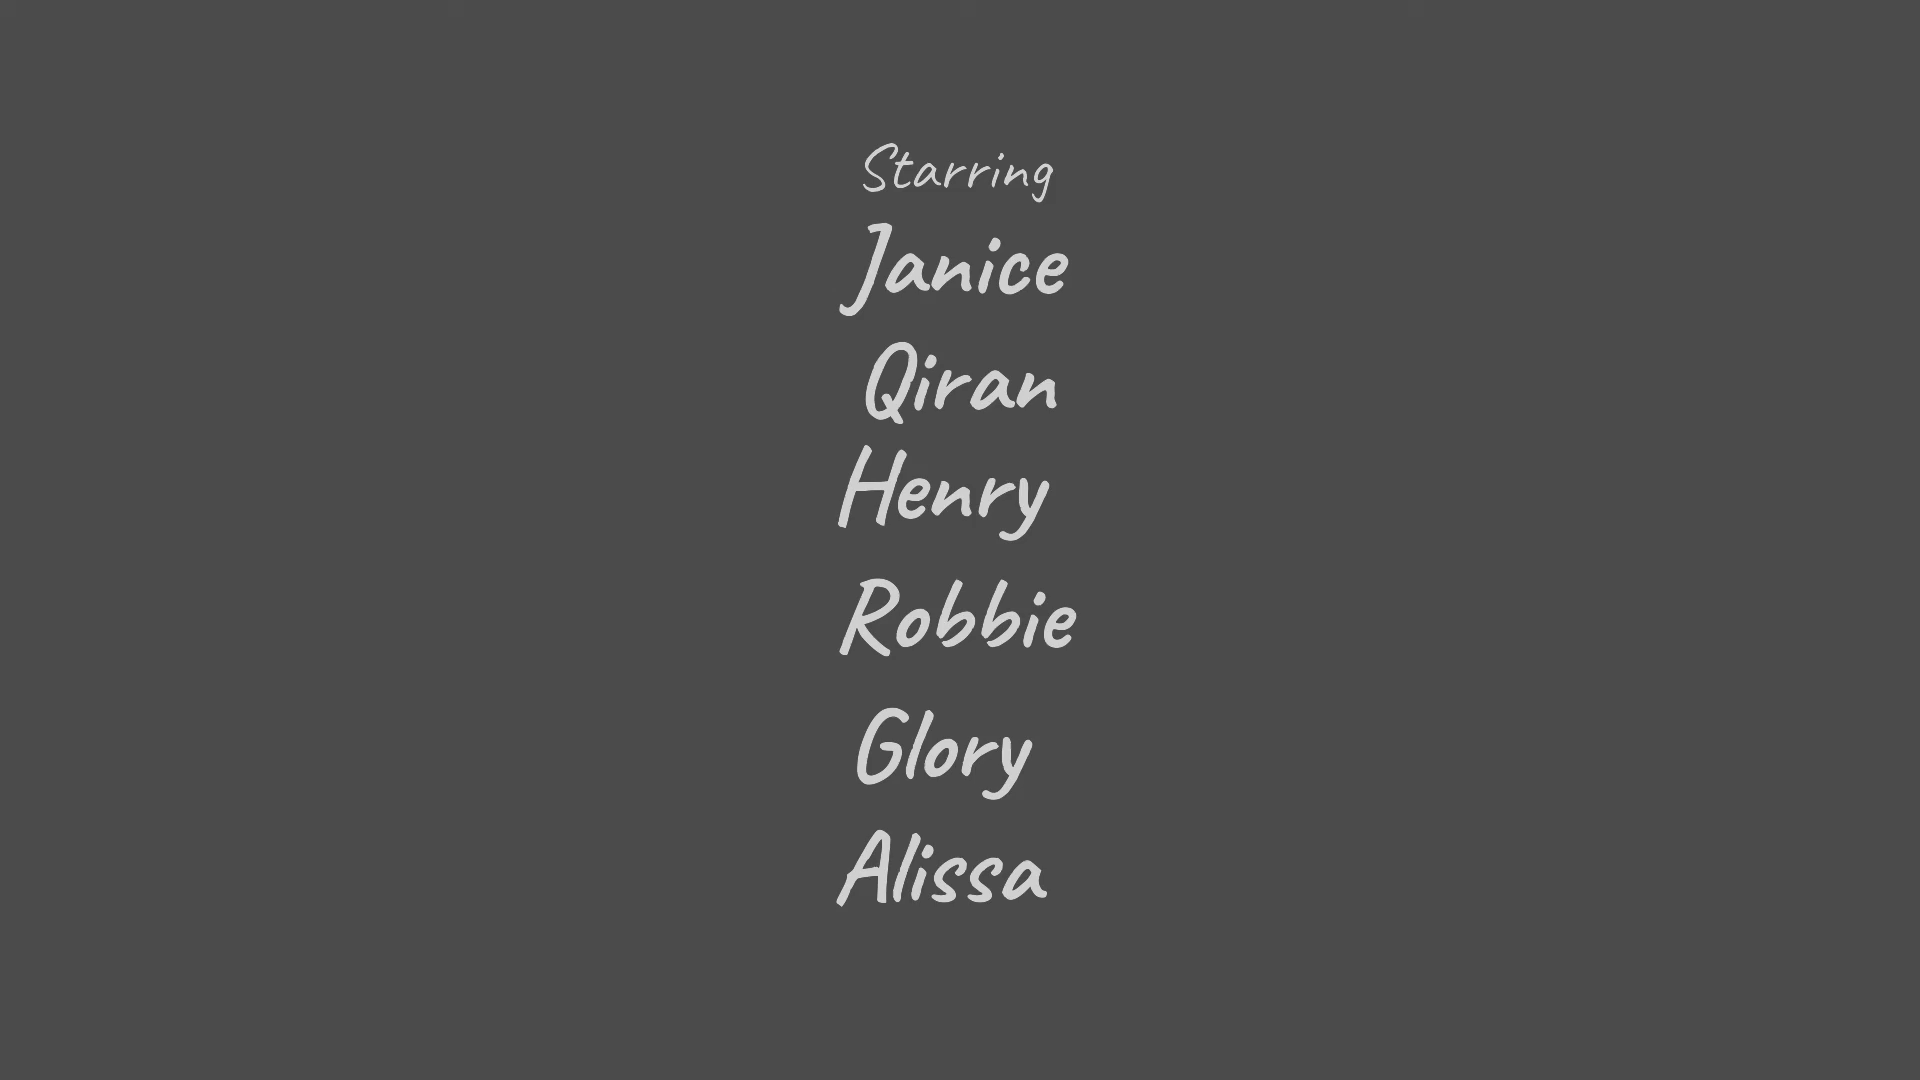 Starring
Janice
Qiran
Henry
Robbie
Glory
Alissa